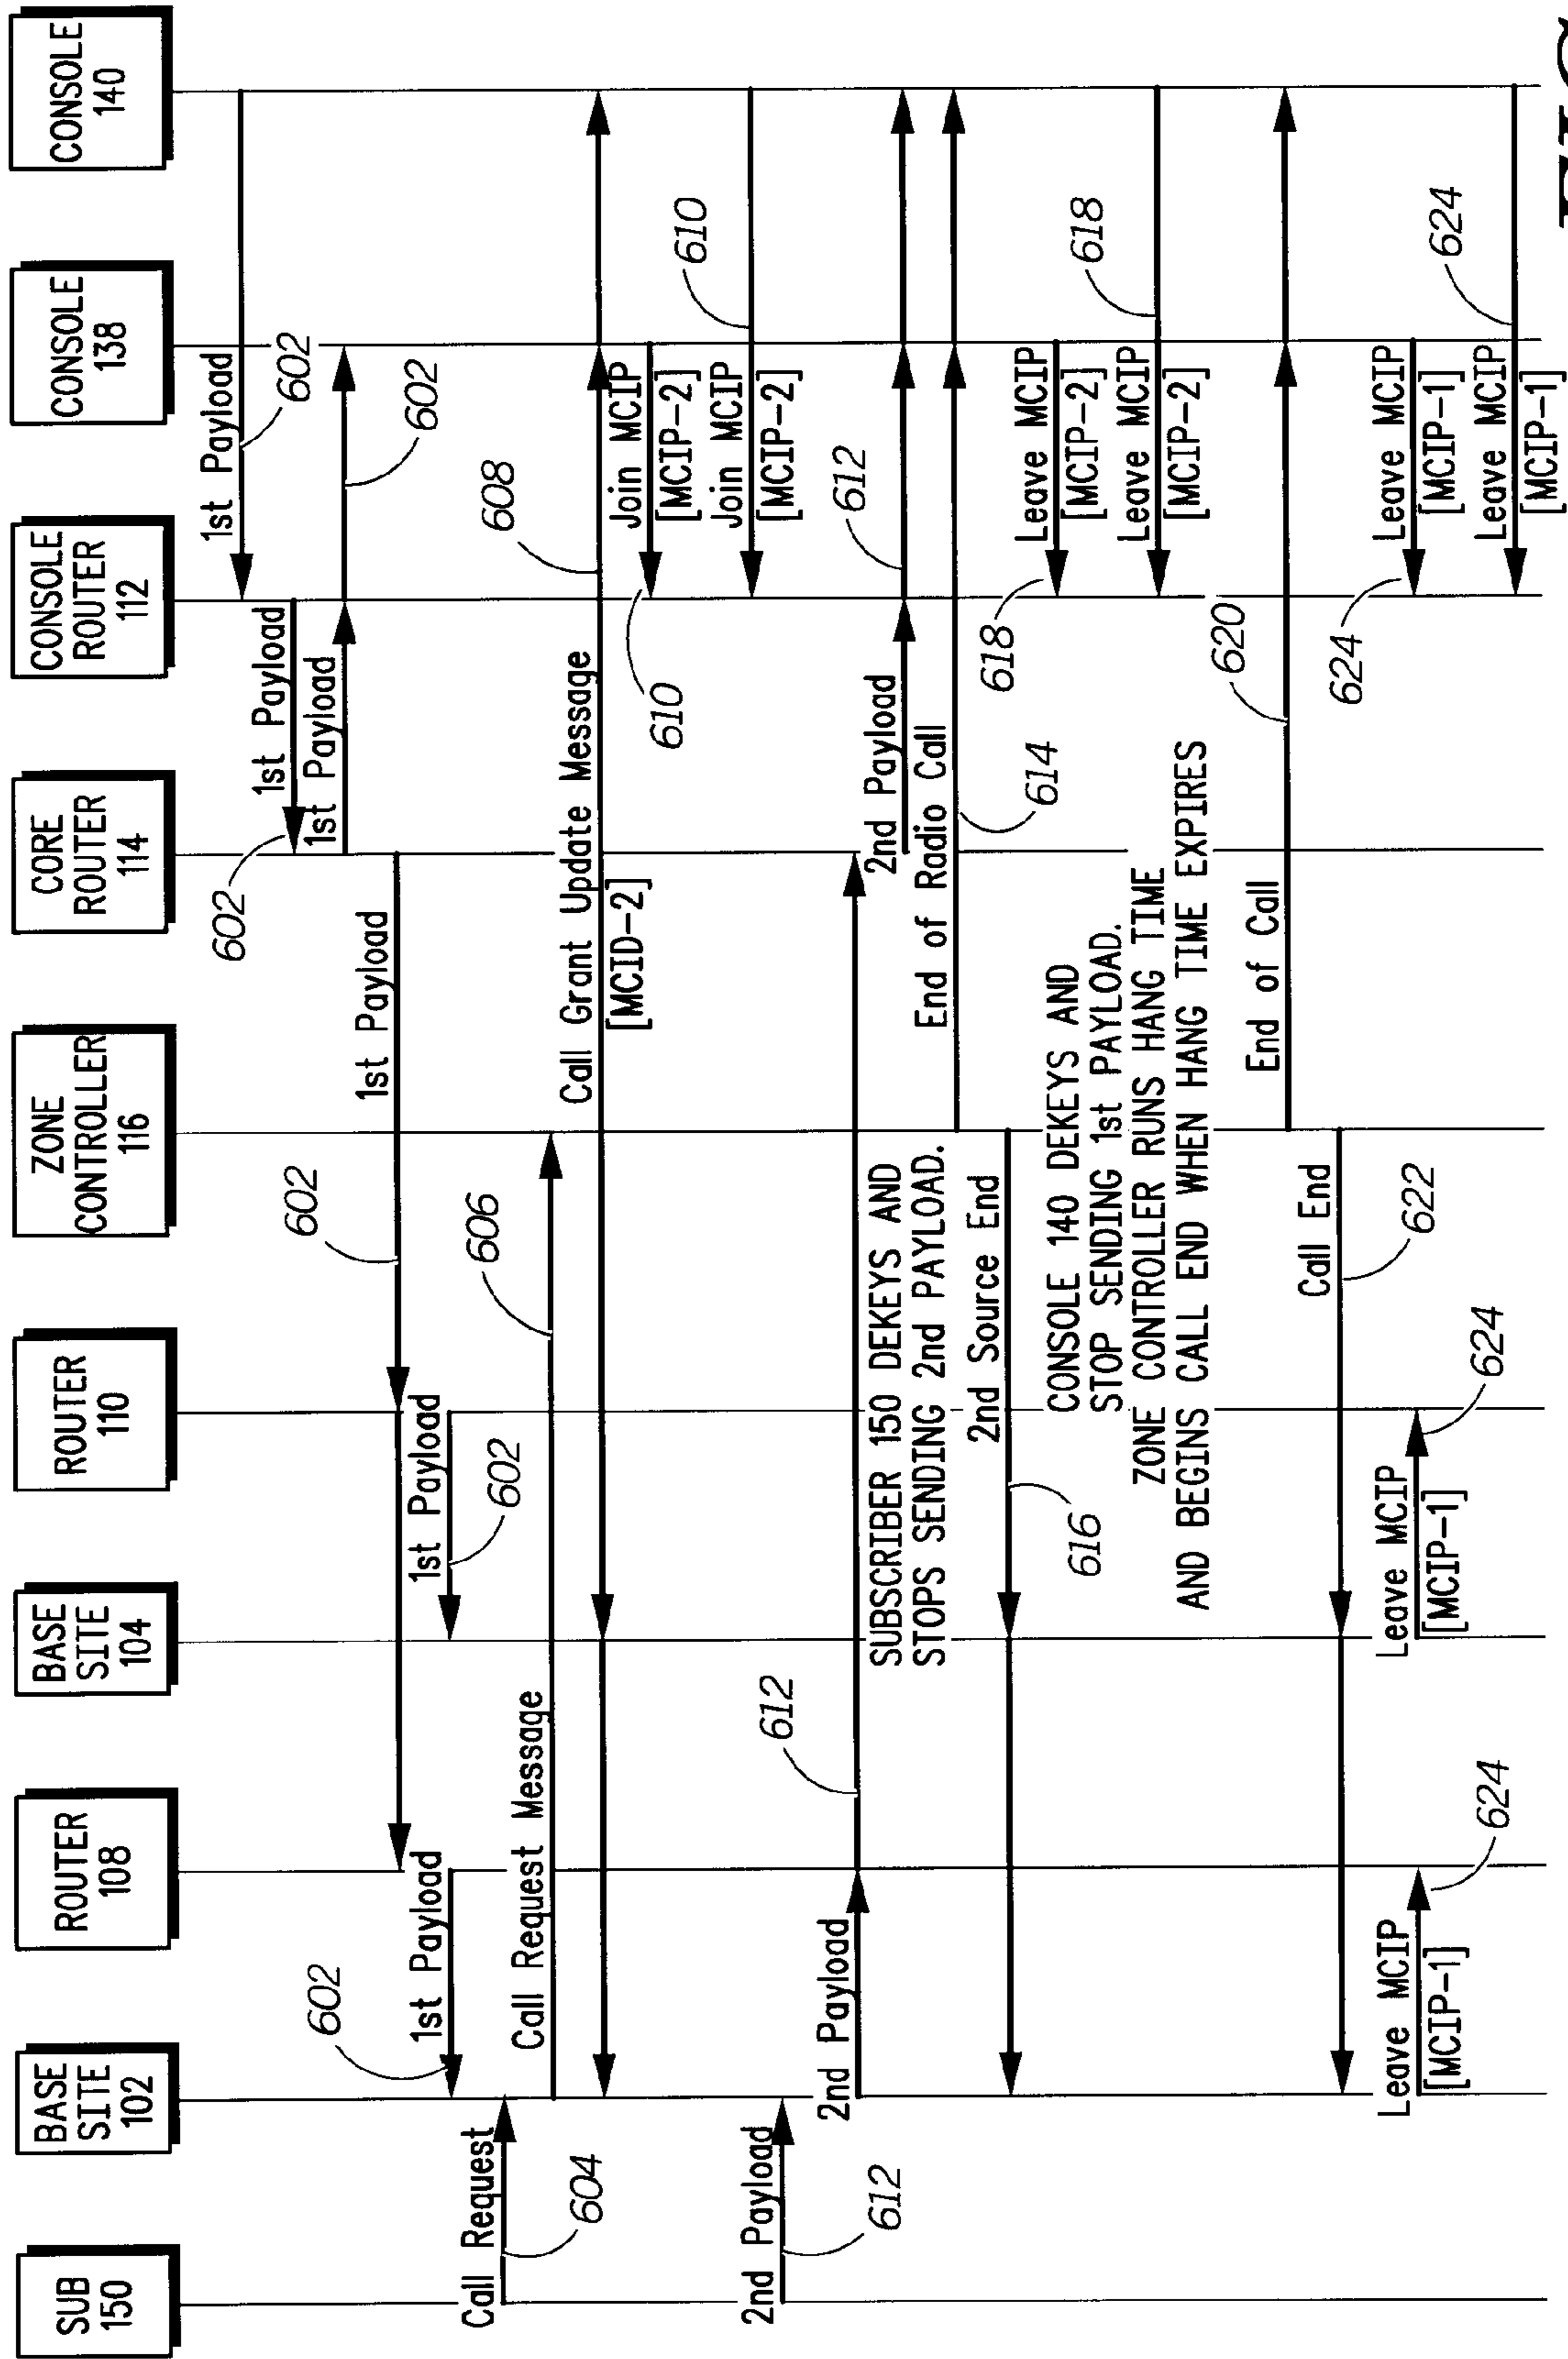 SUB
150
BASE
SITE
102
ROUTER
108
BASE
SITE
104
ROUTER
110
ZONE
CONTROLLER
116
CORE
ROUTER
114
CONSOLE
ROUTER
112
CONSOLE
138
CONSOLE
140
1st Payload
602
1st Payload
602
1st Payload
602
1st Payload
602
1st Payload
602
1st Payload
602
Call Request
604
Call Request Message
606
Call Grant Update Message
[MCID-2]
608
Join MCIP
[MCIP-2]
610
Join MCIP
[MCIP-2]
610
2nd Payload
612
2nd Payload
612
2nd Payload
612
SUBSCRIBER 150 DEKEYS AND
STOPS SENDING 2nd PAYLOAD.
End of Radio Call
614
2nd Source End
616
Leave MCIP
[MCIP-2]
618
Leave MCIP
[MCIP-2]
618
CONSOLE 140 DEKEYS AND
STOP SENDING 1st PAYLOAD.
ZONE CONTROLLER RUNS HANG TIME
AND BEGINS CALL END WHEN HANG TIME EXPIRES
End of Call
620
Call End
622
Leave MCIP
[MCIP-1]
624
Leave MCIP
[MCIP-1]
624
Leave MCIP
[MCIP-1]
624
Leave MCIP
[MCIP-1]
624